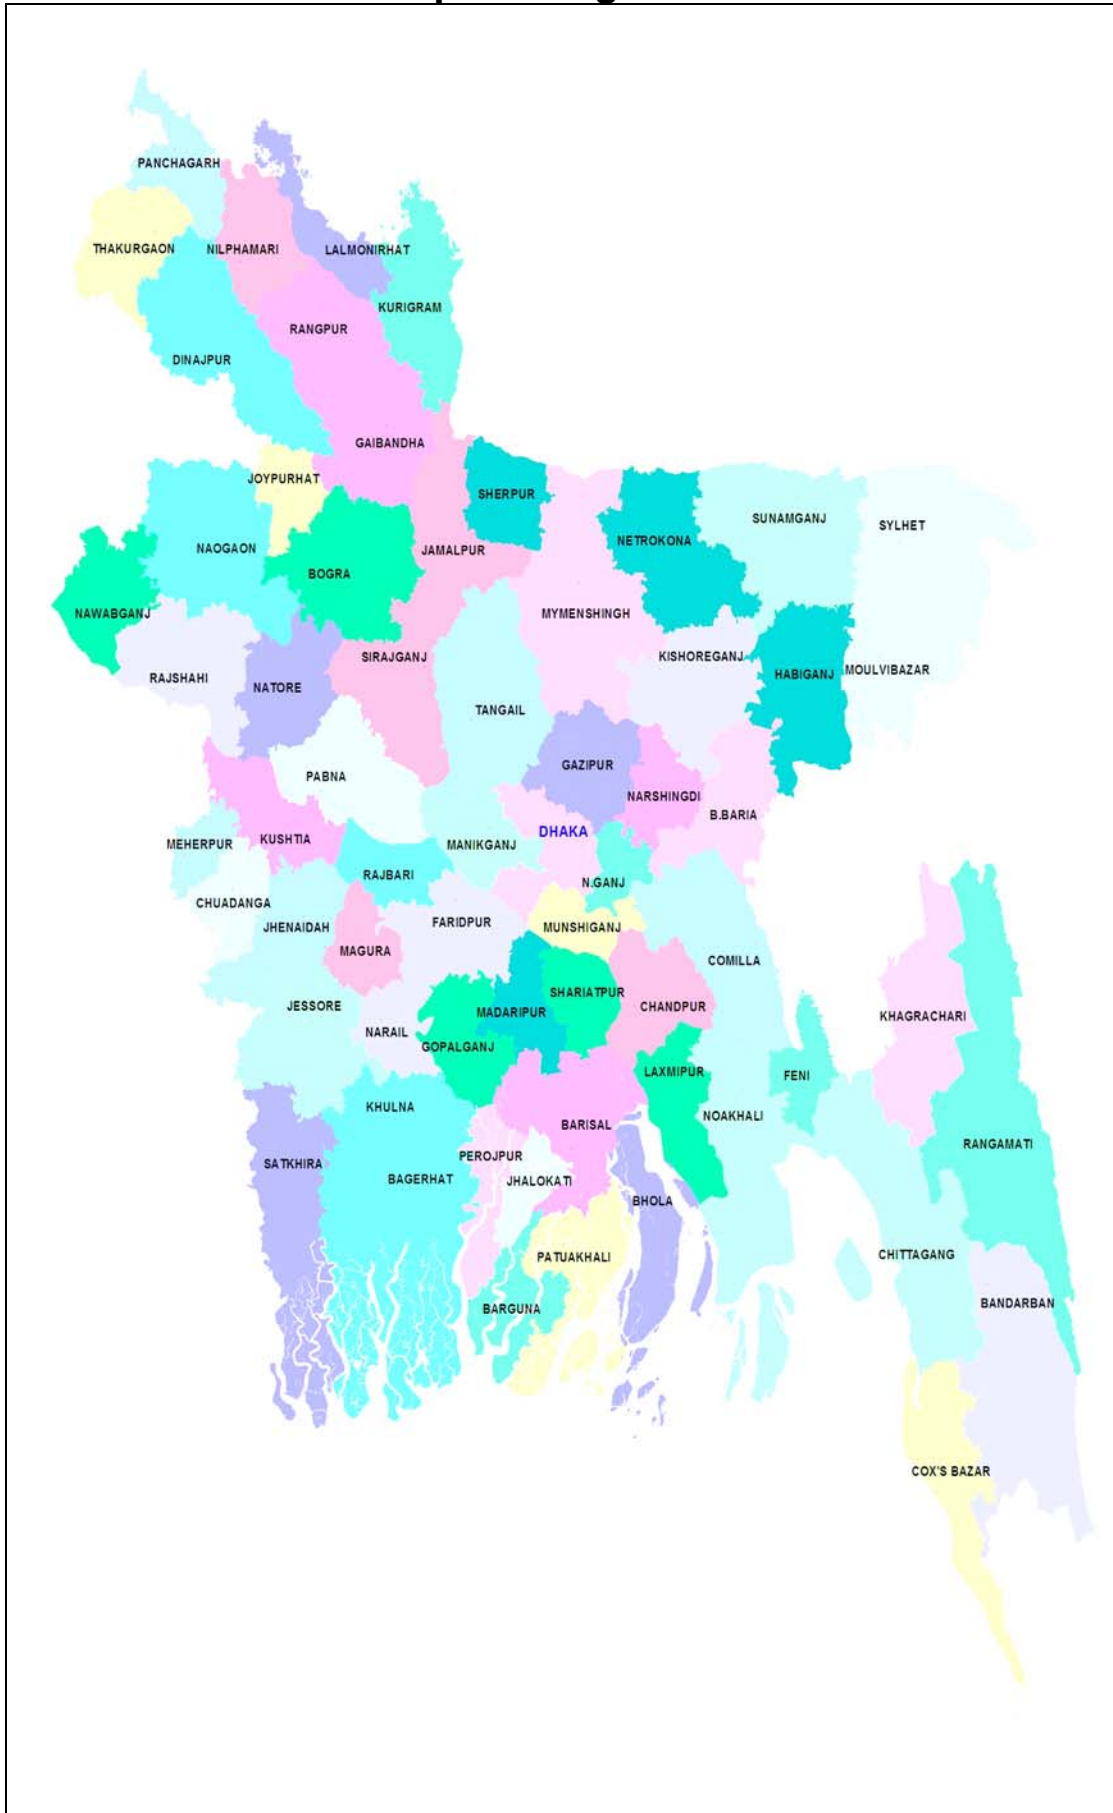 PANCHAGARH
THAKURGAON
NILPHAMARI
LALMONIRHAT
KURIGRAM
RANGPUR
DINAJPUR
GAIBANDHA
JOYPURHAT
SHERPUR
SUNAMGANJ
SYLHET
NETROKONA
NAOGAON
JAMALPUR
BOGRA
NAWABGANJ
MYMENSHINGH
SIRAJGANJ
KISHOREGANJ
RAJSHAHI
NATORE
HABIGANJ
MOULVIBAZAR
TANGAIL
GAZIPUR
PABNA
NARSHINGDI
B.BARIA
DHAKA
KUSHTIA
MEHERPUR
MANIKGANJ
RAJBARI
N.GANJ
CHUADANGA
JHENAIDAH
FARIDPUR
MUNSHIGANJ
MAGURA
COMILLA
SHARIATPUR
JESSORE
MADARIPUR
CHANDPUR
KHAGRACHARI
NARAIL
GOPALGANJ
LAXMIPUR
FENI
KHULNA
BARISAL
NOAKHALI
RANGAMATI
SATKHIRA
PEROJPUR
BAGERHAT
JHALOKATI
BHOLA
PATUAKHALI
CHITTAGANG
BARGUNA
BANDARBAN
COX'S BAZAR